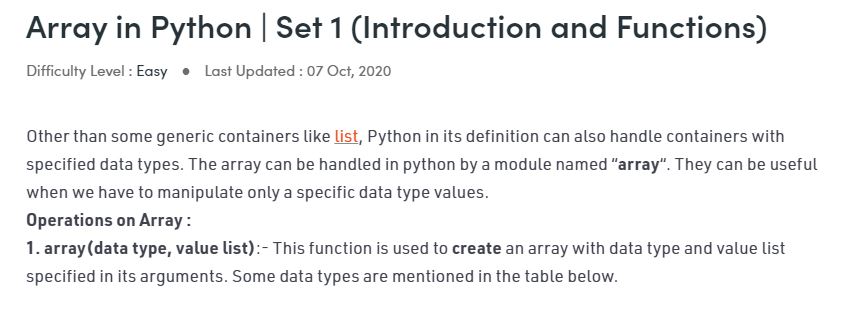 Array in Python | Set 1 (Introduction and Functions)
Difficulty Level : Easy ● Last Updated : 07 Oct, 2020
Other than some generic containers like list, Python in its definition can also handle containers with
specified data types. The array can be handled in python by a module named “array“. They can be useful
when we have to manipulate only a specific data type values.
Operations on Array :
1. array(data type, value list):- This function is used to create an array with data type and value list
specified in its arguments. Some data types are mentioned in the table below.